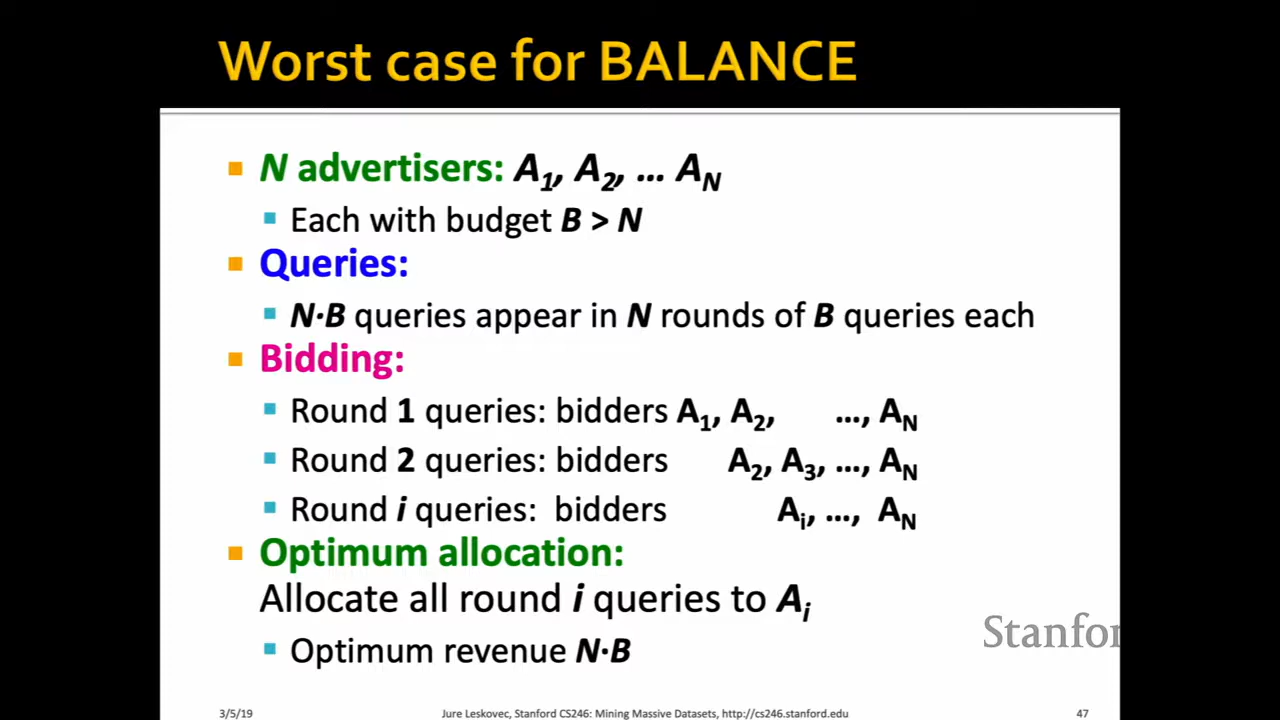 Worst case for BALANCE
N advertisers: A1, A2, … AN
Each with budget B > N
Queries:
N·B queries appear in N rounds of B queries each
Bidding:
Round 1 queries: bidders A1, A2, …, AN
Round 2 queries: bidders A2, A3, …, AN
Round i queries: bidders Ai, …, AN
Optimum allocation:
Allocate all round i queries to Ai
Optimum revenue N·B
Stanfor
3/5/19 Jure Leskovec, Stanford CS246: Mining Massive Datasets, http://cs246.stanford.edu 47